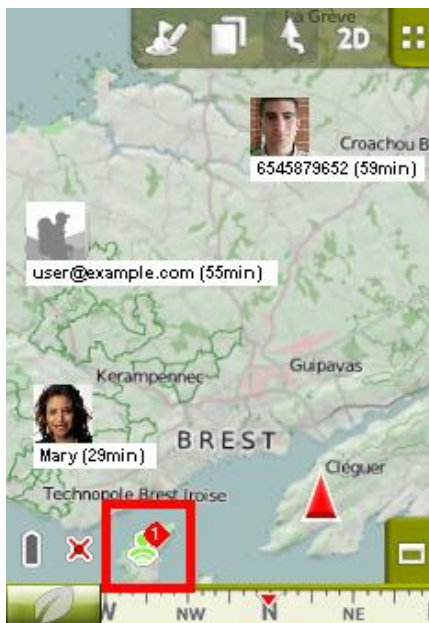 la Grève
2D
Croachou B
6545879652 (59min)
user@example.com (55min)
Guipavas
Kerampennec
BREST
Mary (29min)
Cléguer
Technopole Brest Iroise
1
W
NW
N
NE